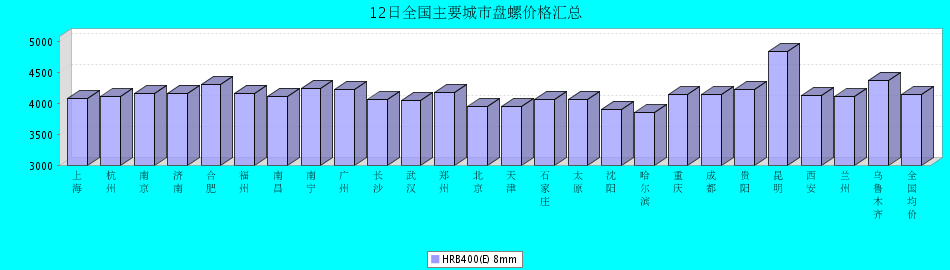 12日全国主要城市盘螺价格汇总
5000
4500
4000
3500
3000
上海
杭州
南京
济南
合肥
福州
南昌
南宁
广州
长沙
武汉
郑州
北京
天津
石家庄
太原
沈阳
哈尔滨
重庆
成都
贵阳
昆明
西安
兰州
乌鲁木齐
全国均价
HRB400(E) 8mm